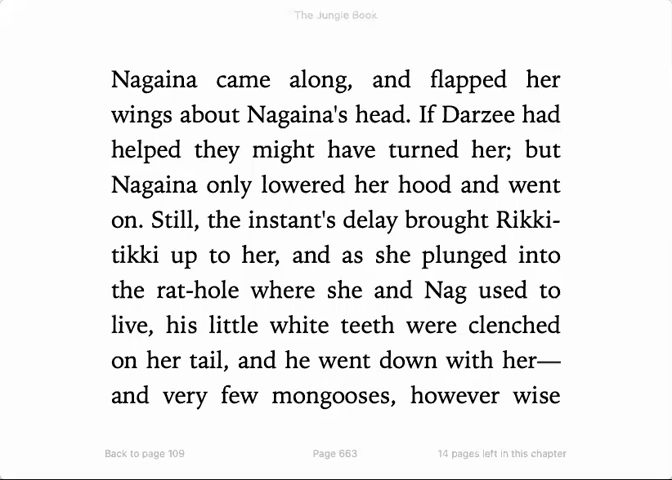 The Jungle Book
Nagaina came along, and flapped her
wings about Nagaina's head. If Darzee had
helped they might have turned her; but
Nagaina only lowered her hood and went
on. Still, the instant's delay brought Rikki-
tikki up to her, and as she plunged into
the rat-hole where she and Nag used to
live, his little white teeth were clenched
on her tail, and he went down with her—
and very few mongooses, however wise
Back to page 109 Page 663 14 pages left in this chapter